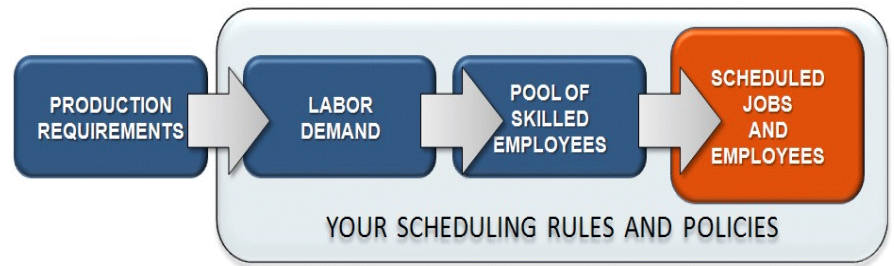 PRODUCTION
REQUIREMENTS
LABOR
DEMAND
POOL OF
SKILLED
EMPLOYEES
SCHEDULED
JOBS
AND
EMPLOYEES
YOUR SCHEDULING RULES AND POLICIES